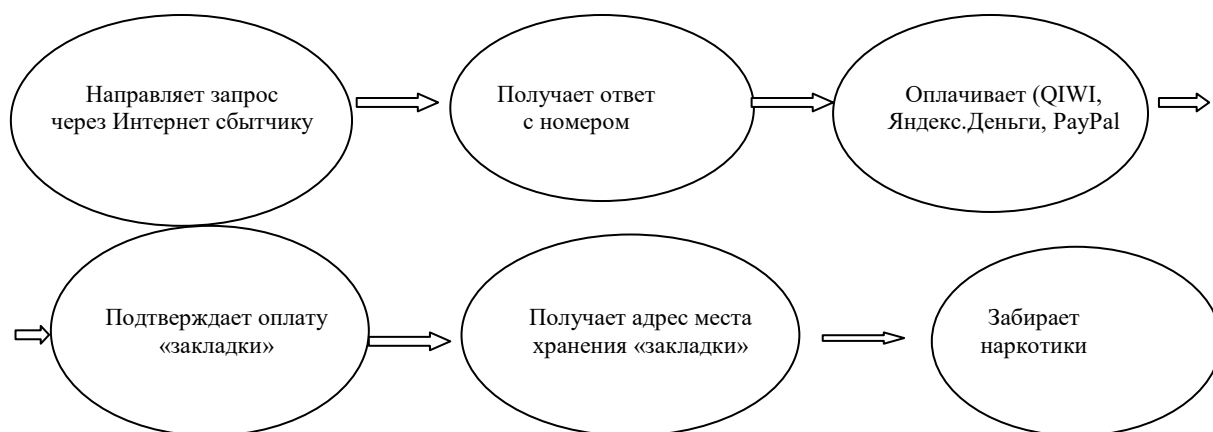 Направляет запрос
через Интернет сбытчику
Получает ответ
с номером
Оплачивает (QIWI,
Яндекс.Деньги, PayPal
Подтверждает оплату
«закладки»
Получает адрес места
хранения «закладки»
Забирает
наркотики